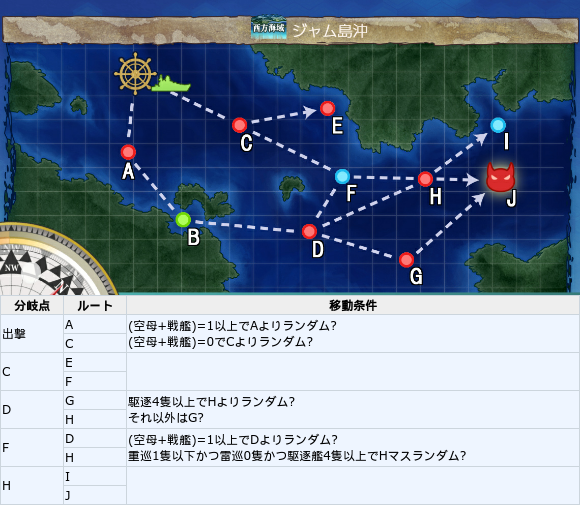 西方海域 ジャム島沖
E
C
I
A
F
H
J
B
D
G
NW
NW
分岐点 ルート 移動条件
出撃 A (空母+戦艦)=1以上でAよりランダム?
C (空母+戦艦)=0でCよりランダム?
C E
F
D G 駆逐4隻以上でHよりランダム?
H それ以外はG?
F D (空母+戦艦)=1以上でDよりランダム?
H 重巡1隻以下かつ雷巡0隻かつ駆逐艦4隻以上でHマスランダム?
H I
J